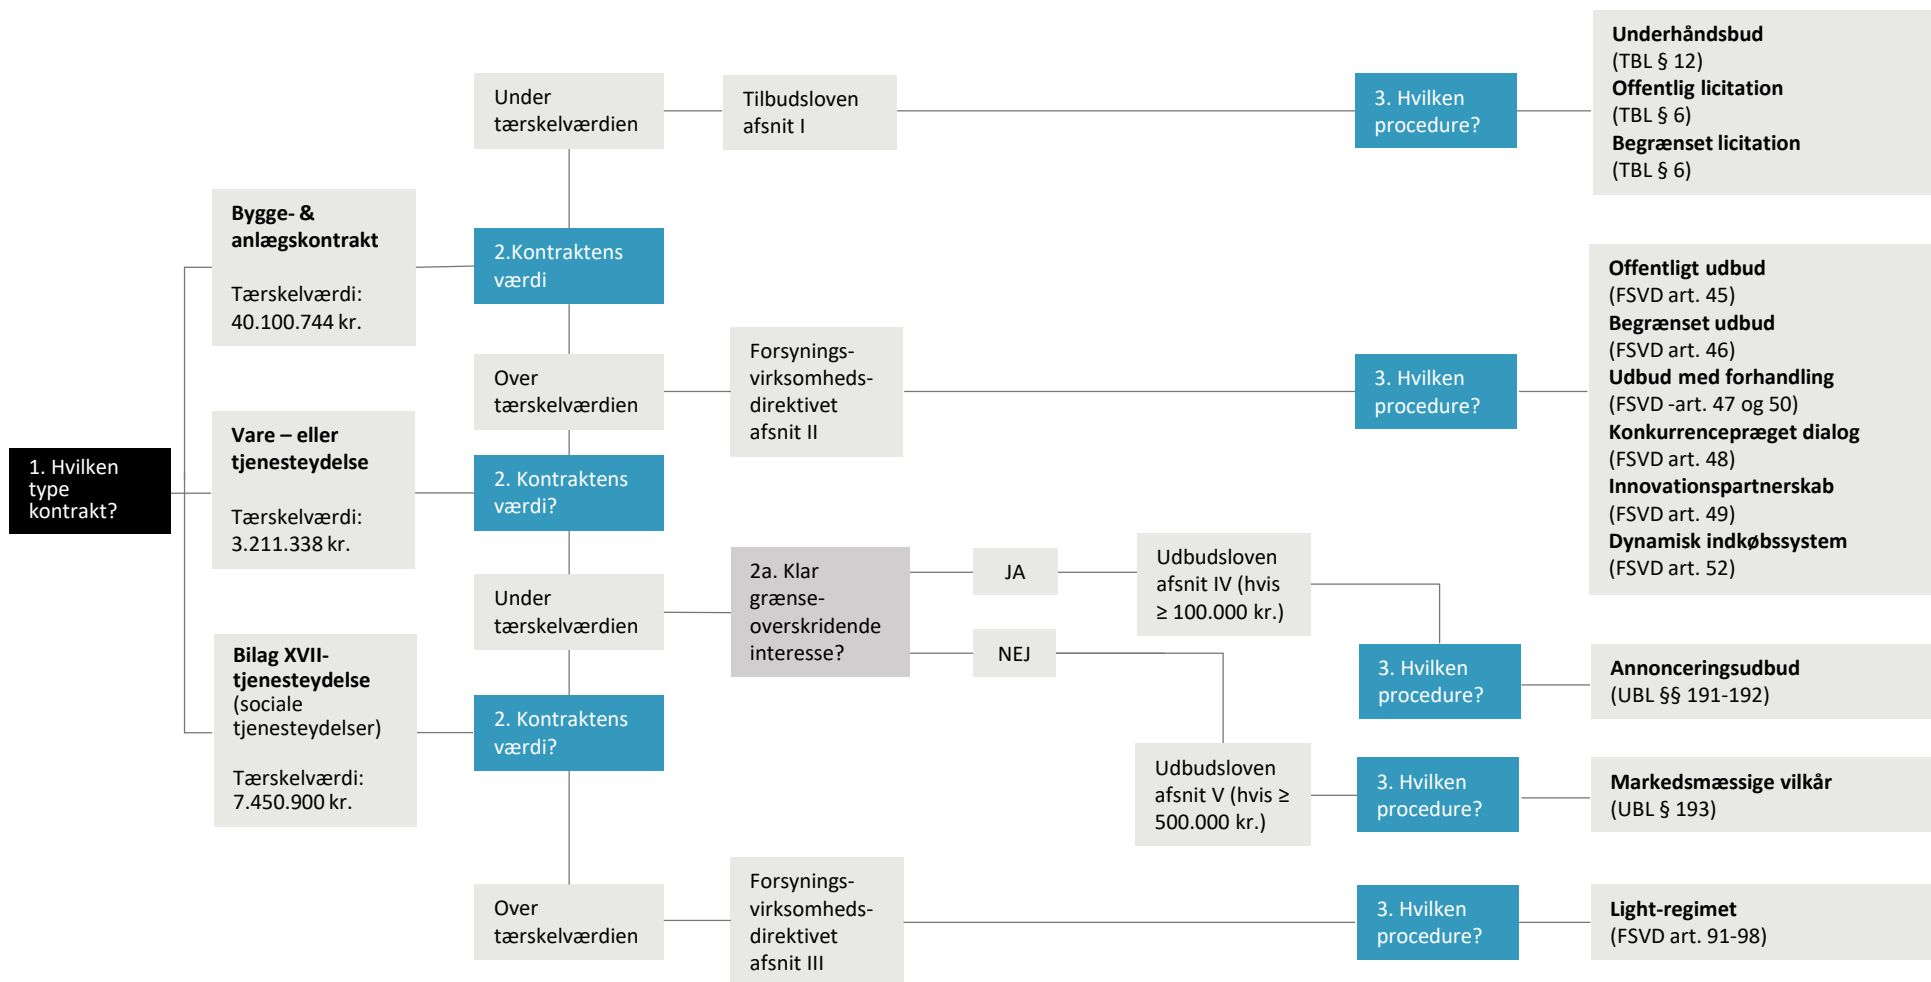 1. Hvilken
type
kontrakt?
Bygge- &
anlægskontrakt
Tærskelværdi:
40.100.744 kr.
Vare – eller
tjenesteydelse
Tærskelværdi:
3.211.338 kr.
Bilag XVII-
tjenesteydelse
(sociale
tjenesteydelser)
Tærskelværdi:
7.450.900 kr.
Under
tærskelværdien
2.Kontraktens
værdi
Over
tærskelværdien
2. Kontraktens
værdi?
Under
tærskelværdien
2. Kontraktens
værdi?
Over
tærskelværdien
Tilbudsloven
afsnit I
Forsynings-
virksomheds-
direktivet
afsnit II
2a. Klar
grænse-
overskridende
interesse?
Forsynings-
virksomheds-
direktivet
afsnit III
JA
NEJ
Udbudsloven
afsnit IV (hvis
≥ 100.000 kr.)
Udbudsloven
afsnit V (hvis ≥
500.000 kr.)
3. Hvilken
procedure?
3. Hvilken
procedure?
3. Hvilken
procedure?
3. Hvilken
procedure?
3. Hvilken
procedure?
Underhåndsbud
(TBL § 12)
Offentlig licitation
(TBL § 6)
Begrænset licitation
(TBL § 6)
Offentligt udbud
(FSVD art. 45)
Begrænset udbud
(FSVD art. 46)
Udbud med forhandling
(FSVD -art. 47 og 50)
Konkurrencepræget dialog
(FSVD art. 48)
Innovationspartnerskab
(FSVD art. 49)
Dynamisk indkøbssystem
(FSVD art. 52)
Annonceringsudbud
(UBL §§ 191-192)
Markedsmæssige vilkår
(UBL § 193)
Light-regimet
(FSVD art. 91-98)